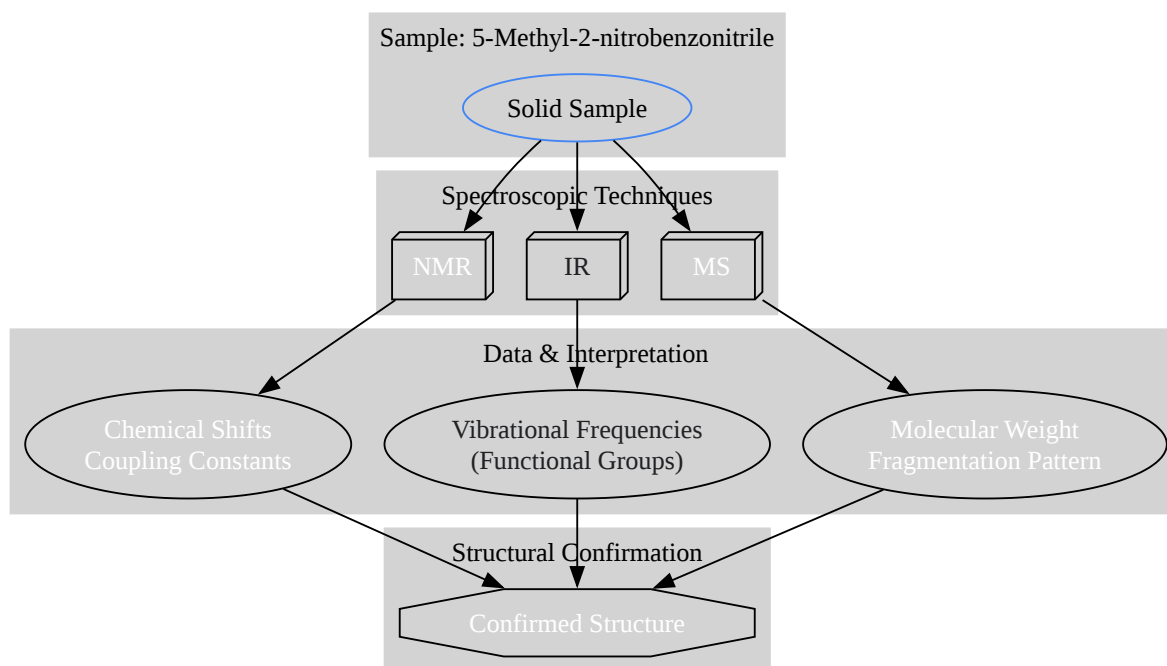 Sample: 5-Methyl-2-nitrobenzonitrile
Solid Sample
Spectroscopic Techniques
NMR
IR
MS
Data & Interpretation
Chemical Shifts
Coupling Constants
Vibrational Frequencies
(Functional Groups)
Molecular Weight
Fragmentation Pattern
Structural Confirmation
Confirmed Structure